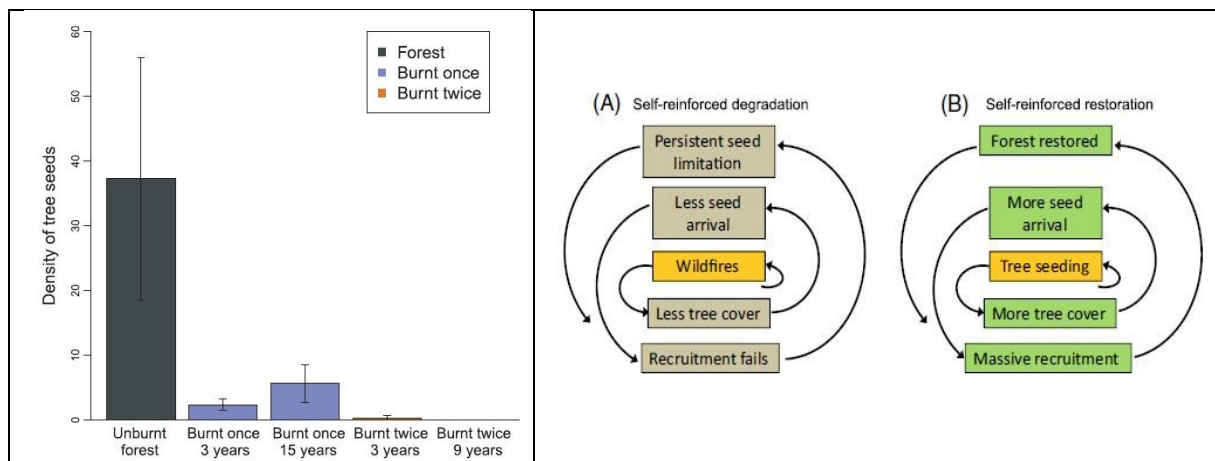 60
50
40
30
20
10
0
Density of tree seeds
Forest
Burnt once
Burnt twice
Unburnt
forest
Burnt once
3 years
Burnt once
15 years
Burnt twice
3 years
Burnt twice
9 years
(A) Self-reinforced degradation
Persistent seed
limitation
Less seed
arrival
Wildfires
Less tree cover
Recruitment fails
(B) Self-reinforced restoration
Forest restored
More seed
arrival
Tree seeding
More tree cover
Massive recruitment